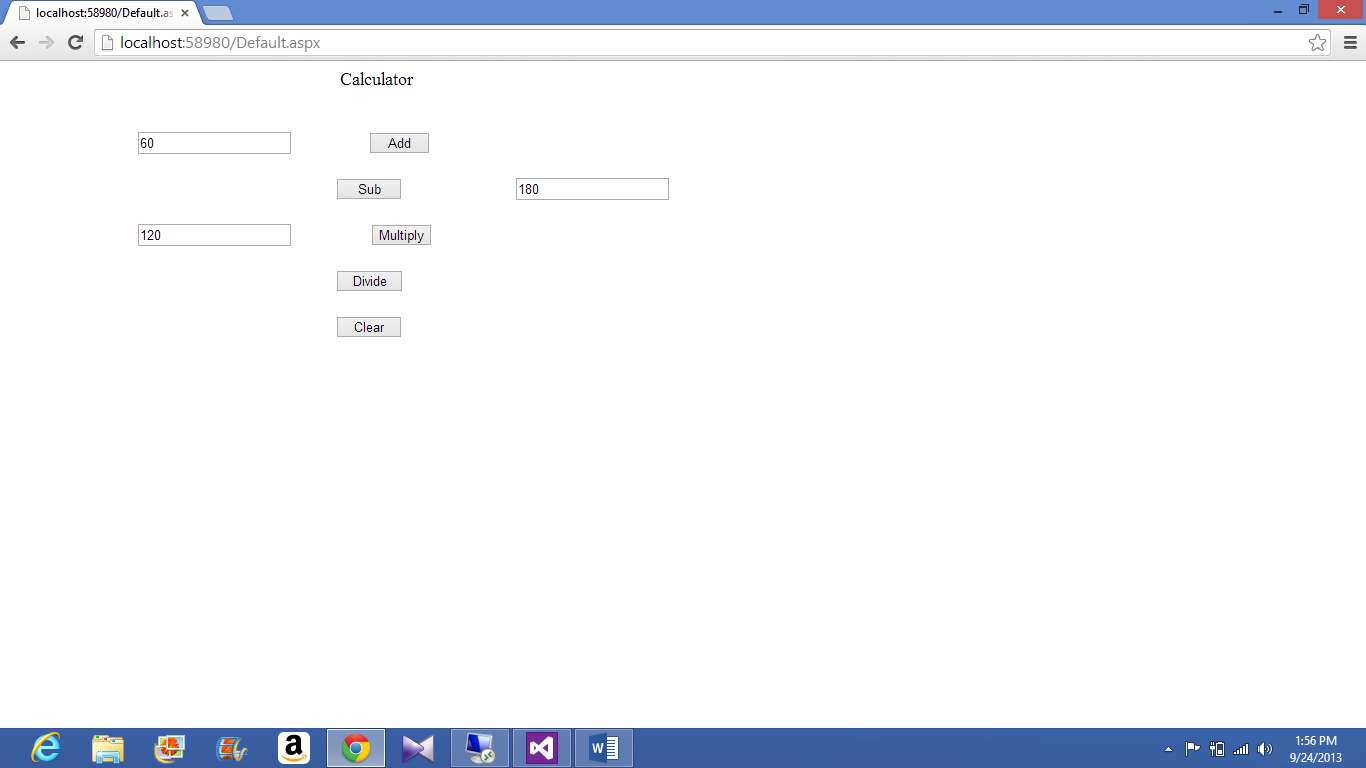 localhost:58980/Default.as
localhost:58980/Default.aspx
Calculator
60
Add
Sub
180
120
Multiply
Divide
Clear
1:56 PM
9/24/2013